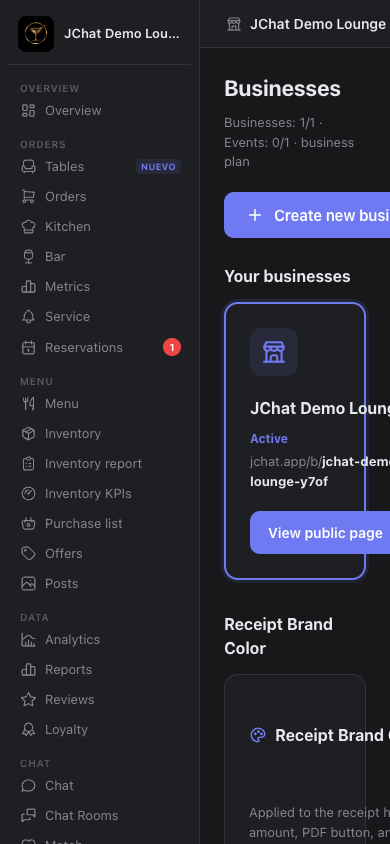 JChat Demo Lou...
OVERVIEW
Overview
ORDERS
Tables NUEVO
Orders
Kitchen
Bar
Metrics
Service
Reservations 1
MENU
Menu
Inventory
Inventory report
Inventory KPIs
Purchase list
Offers
Posts
DATA
Analytics
Reports
Reviews
Loyalty
CHAT
Chat
Chat Rooms
JChat Demo Lounge
Businesses
Businesses: 1/1 ·
Events: 0/1 · business
plan
Create new busi
Your businesses
JChat Demo Loung
Active
jchat.app/b/jchat-demo
lounge-y7of
View public page
Receipt Brand
Color
Receipt Brand
Applied to the receipt h
amount, PDF button, an